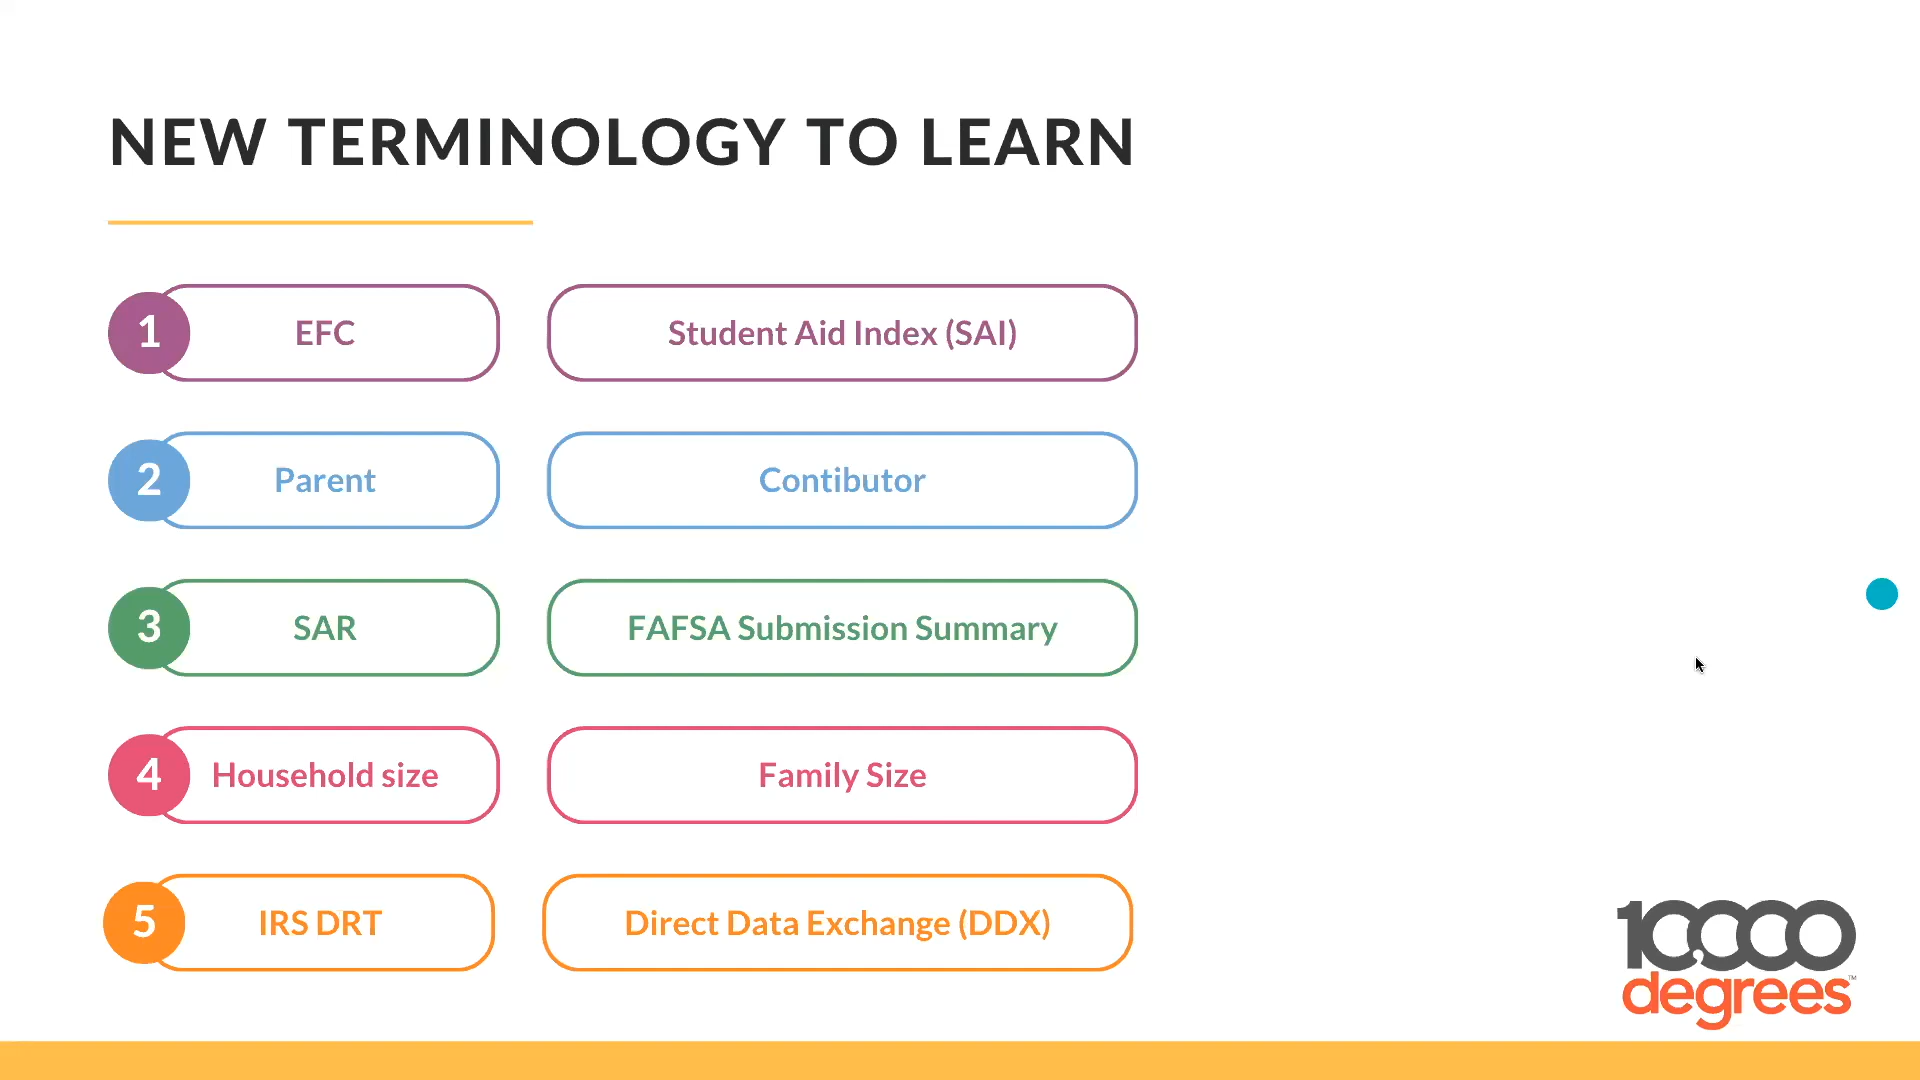 NEW TERMINOLOGY TO LEARN
1 EFC Student Aid Index (SAI)
2 Parent Contibutor
3 SAR FAFSA Submission Summary
4 Household size Family Size
5 IRS DRT Direct Data Exchange (DDX)
10,000
degrees™